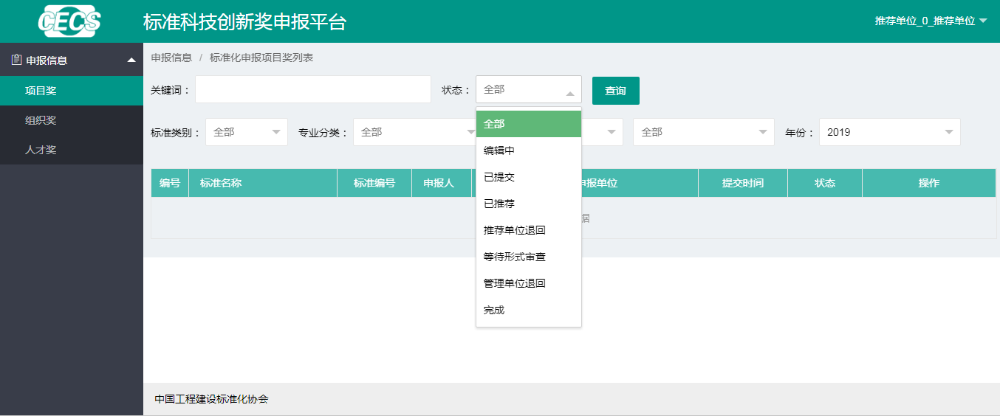 CECS 标准科技创新奖申报平台 推荐单位_0_推荐单位
申报信息
项目奖
组织奖
人才奖
申报信息 / 标准化申报项目奖列表
关键词： 状态： 全部 查询
标准类别： 全部 专业分类： 全部 全部 年份： 2019
全部
编辑中
已提交
已推荐
推荐单位退回
等待形式审查
管理单位退回
完成
编号 标准名称 标准编号 申报人 申报单位 提交时间 状态 操作
据
中国工程建设标准化协会